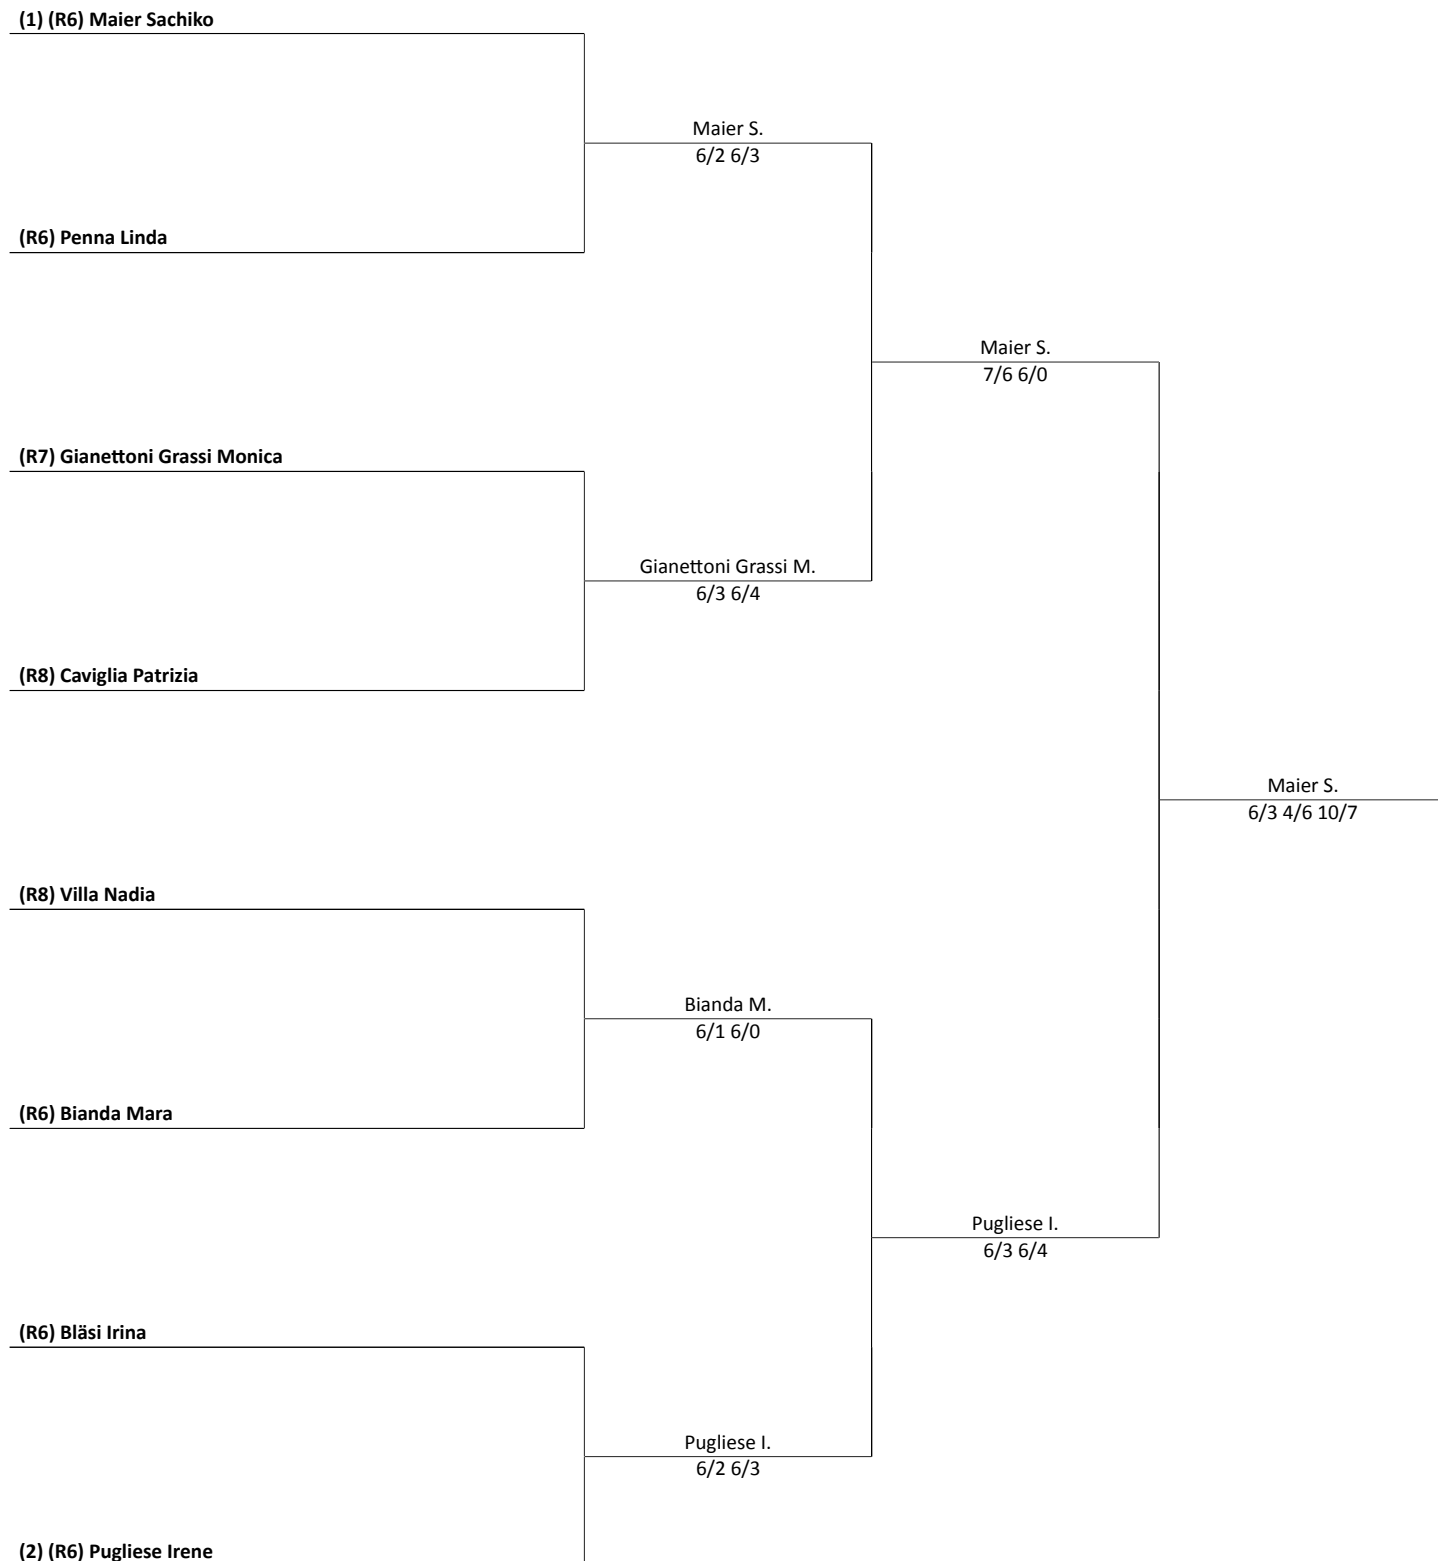 (1) (R6) Maier Sachiko
Maier S.
6/2 6/3
(R6) Penna Linda
Maier S.
7/6 6/0
(R7) Gianettoni Grassi Monica
Gianettoni Grassi M.
6/3 6/4
(R8) Caviglia Patrizia
Maier S.
6/3 4/6 10/7
(R8) Villa Nadia
Bianda M.
6/1 6/0
(R6) Bianda Mara
Pugliese I.
6/3 6/4
(R6) Bläsi Irina
Pugliese I.
6/2 6/3
(2) (R6) Pugliese Irene